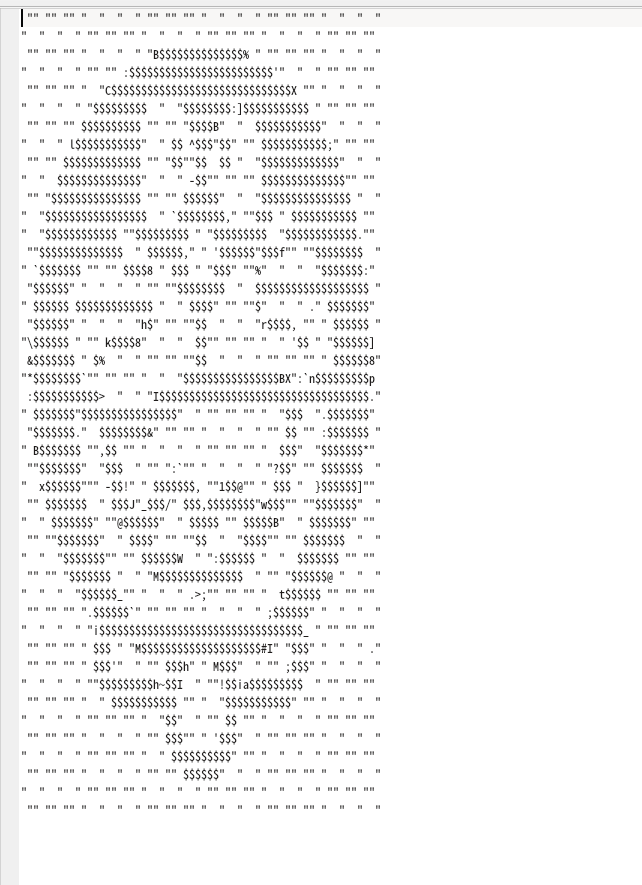 "" "" "" "  "  "  " "" "" "" "  "  "  " "" "" "" "  "  "  "
"  "  "  " "" "" "" "  "  "  " "" "" "" "  "  "  " "" "" ""
"" "" "" "  "  "  " "B$$$$$$$$$$$$$$% " "" "" "" "  "  "  "
"  "  "  " "" "" :$$$$$$$$$$$$$$$$$$$$$$$$'"  "  " "" "" ""
"" "" "" "  "C$$$$$$$$$$$$$$$$$$$$$$$$$$$$$$X "" "  "  "  "
"  "  "  " "$$$$$$$$$  "  "$$$$$$$$:]$$$$$$$$$$$ " "" "" ""
"" "" "" $$$$$$$$$$ "" "" "$$$$B"  "  $$$$$$$$$$$"  "  "  "
"  "  " l$$$$$$$$$$$"  " $$ ^$$$"$$" "" $$$$$$$$$$$;" "" ""
"" "" $$$$$$$$$$$$$ "" "$$""$$  $$ "  "$$$$$$$$$$$$$"  "  "
"  "  $$$$$$$$$$$$$$"  "  " -$$"" "" "" $$$$$$$$$$$$$$"" ""
"" "$$$$$$$$$$$$$$$ "" "" $$$$$$"  "  "$$$$$$$$$$$$$$$ "  "
"  "$$$$$$$$$$$$$$$$$  " `$$$$$$$$," ""$$$ " $$$$$$$$$$$ ""
"  "$$$$$$$$$$$$ ""$$$$$$$$$ " "$$$$$$$$$  "$$$$$$$$$$$$.""
""$$$$$$$$$$$$$$  " $$$$$$," " '$$$$$$"$$$f"" ""$$$$$$$$  "
" `$$$$$$$ "" "" $$$$8 " $$$ " "$$$" ""%"  "  "  "$$$$$$$:"
"$$$$$$" "  "  "  "" ""$$$$$$$$  "  $$$$$$$$$$$$$$$$$$$$$ "
" $$$$$$ $$$$$$$$$$$$$ "  " $$$$" "" ""$"  "  " ." $$$$$$$"
"$$$$$$" "  "  "  "h$" "" ""$$  "  "  "r$$$$, "" " $$$$$$ "
"\$$$$$$ " "" k$$$$8"  "  $$"" "" "" "  " '$$ " "$$$$$$]
&$$$$$$ " $%  "  " "" "" ""$$  "  "  " "" "" "" " $$$$$$8"
"*$$$$$$$$`"" "" "" "  "  "$$$$$$$$$$$$$$$$BX":`n$$$$$$$$$p
:$$$$$$$$$$$>  "  " "I$$$$$$$$$$$$$$$$$$$$$$$$$$$$$$$$$$$."
" $$$$$$$"$$$$$$$$$$$$$$$$"  " "" "" "" "  "$$$  ".$$$$$$$"
"$$$$$$$."  $$$$$$$$&" "" "" "  "  "  " "" $$ "" :$$$$$$$ "
" B$$$$$$$ "",$$ "" "" "  "  "  " "" "" ""  $$$"  "$$$$$$$*"
""$$$$$$$"  "$$$  " "" ":`"" "  "  "  "?$$" "" $$$$$$$  "
"  x$$$$$$""" -$$!" " $$$$$$$, ""1$$@"" " $$$ "  }$$$$$$]""
"" $$$$$$$  " $$$J"_$$$/" $$$,$$$$$$$$"w$$$"" ""$$$$$$$"  "
"  " $$$$$$$" ""@$$$$$$"  " $$$$$ "" $$$$$B"  " $$$$$$$" ""
"" ""$$$$$$$"  " $$$$" "" ""$$  "  "$$$$"" "" $$$$$$$  "  "
"  "  "$$$$$$$"" "" $$$$$$W  " ":$$$$$$ "  "  $$$$$$$ "" ""
"" "" "$$$$$$$ "  " "M$$$$$$$$$$$$$$  " "" "$$$$$$@ "  "  "
"  "  "  "$$$$$$_"" "  "  " .>;"" "" "" "  t$$$$$$ "" "" ""
"" "" "" ".$$$$$$`" "" "" "" "  "  "  " ;$$$$$$" "  "  "  "
"  "  "  " "i$$$$$$$$$$$$$$$$$$$$$$$$$$$$$$$$$$_ " "" "" ""
"" "" "" " $$$ " "M$$$$$$$$$$$$$$$$$$$$#I" "$$$" "  "  " ."
"" "" "" " $$$'"  " "" $$$h" " M$$$"  " "" ;$$$" "  "  "  "
"  "  "  " ""$$$$$$$$$h~$$I  " ""!$$ia$$$$$$$$$  " "" "" ""
"" "" "" "  "  " $$$$$$$$$$$ "" "  "$$$$$$$$$$$" "" "  "  "
"  "  "  " "" "" "" "  "$$"  " "" $$ "" "  "  "  " "" "" ""
"" "" "" "  "  "  " "" "" $$$"" " '$$$"  "  " "" "" "  "  "
"  "  "  " "" "" "" "  " $$$$$$$$$$" "" "  "  "  " "" "" ""
"" "" "" "  "  "  " "" "" "" $$$$$$"  "  " "" "" "" "  "  "
"  "  "  " "" "" "" "  "  "  " "" "" "" "  "  "  " "" "" ""
"" "" "" "  "  "  " "" "" "" "  "  "  " "" "" "" "  "  "  "